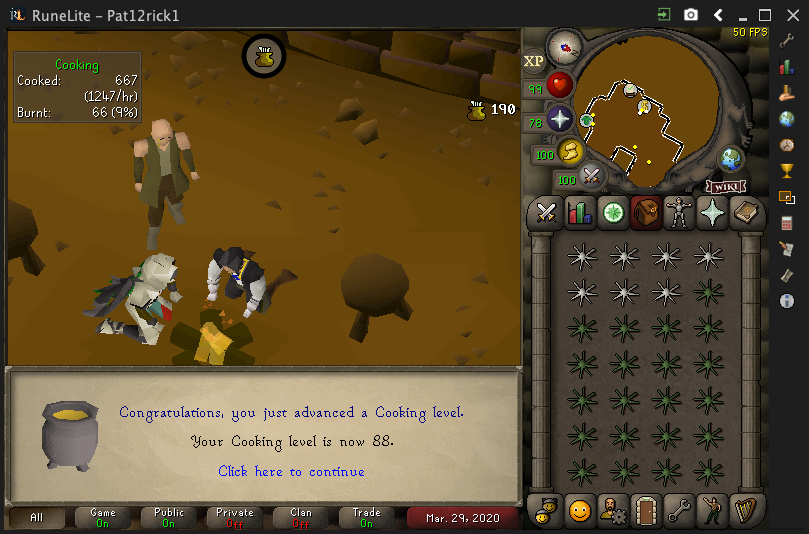 RuneLite - Pat12rick1
50 FPS
Cooking
Cooked: 667
(1247/hr)
Burnt: 66 (9%)
190
XP
99
78
100
100
WIKI
Congratulations, you just advanced a Cooking level.
Your Cooking level is now 88.
Click here to continue
All
Game
On
Public
On
Private
Off
Clan
Off
Trade
On
Mar. 29, 2020